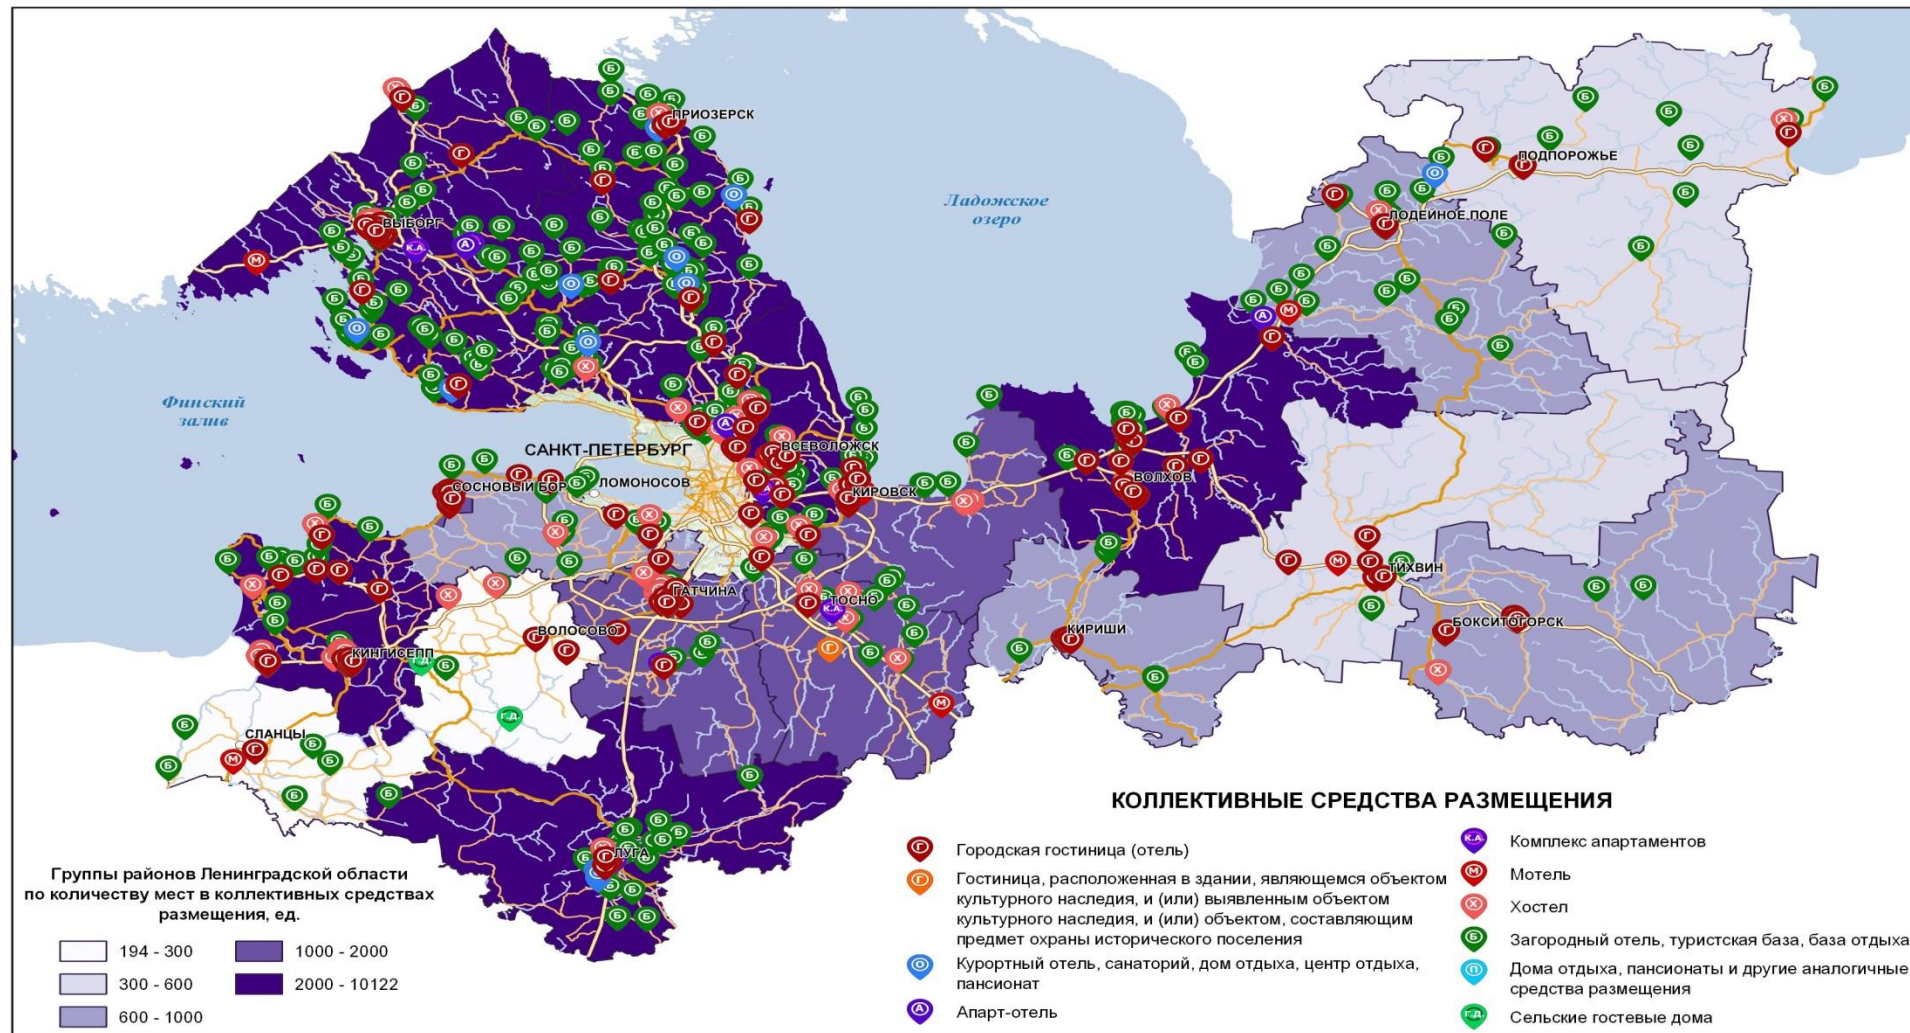 ПРИОЗЕРСК
ПОДПОРОЖЬЕ
Ладожское
озеро
ЛОДЕЙНОЕ ПОЛЕ
ВЫБОРГ
Финский
залив
САНКТ-ПЕТЕРБУРГ
ВСЕВОЛОЖСК
СОСНОВЫЙ БОР
ЛОМОНОСОВ
КИРОВСК
ВОЛХОВ
ТИХВИН
ГАТЧИНА
ТОСНО
ВОЛОСОВО
КИРИШИ
БОКСИТОГОРСК
КИНГИСЕПП
СЛАНЦЫ
ЛУГА
Группы районов Ленинградской области
по количеству мест в коллективных средствах
размещения, ед.
194 - 300
300 - 600
600 - 1000
1000 - 2000
2000 - 10122
КОЛЛЕКТИВНЫЕ СРЕДСТВА РАЗМЕЩЕНИЯ
Г Городская гостиница (отель)
Г Гостиница, расположенная в здании, являющемся объектом
культурного наследия, и (или) выявленным объектом
культурного наследия, и (или) объектом, составляющим
предмет охраны исторического поселения
О Курортный отель, санаторий, дом отдыха, центр отдыха,
пансионат
А Апарт-отель
К.А. Комплекс апартаментов
М Мотель
Х Хостел
Б Загородный отель, туристская база, база отдыха
П Дома отдыха, пансионаты и другие аналогичные
средства размещения
Г.Д. Сельские гостевые дома